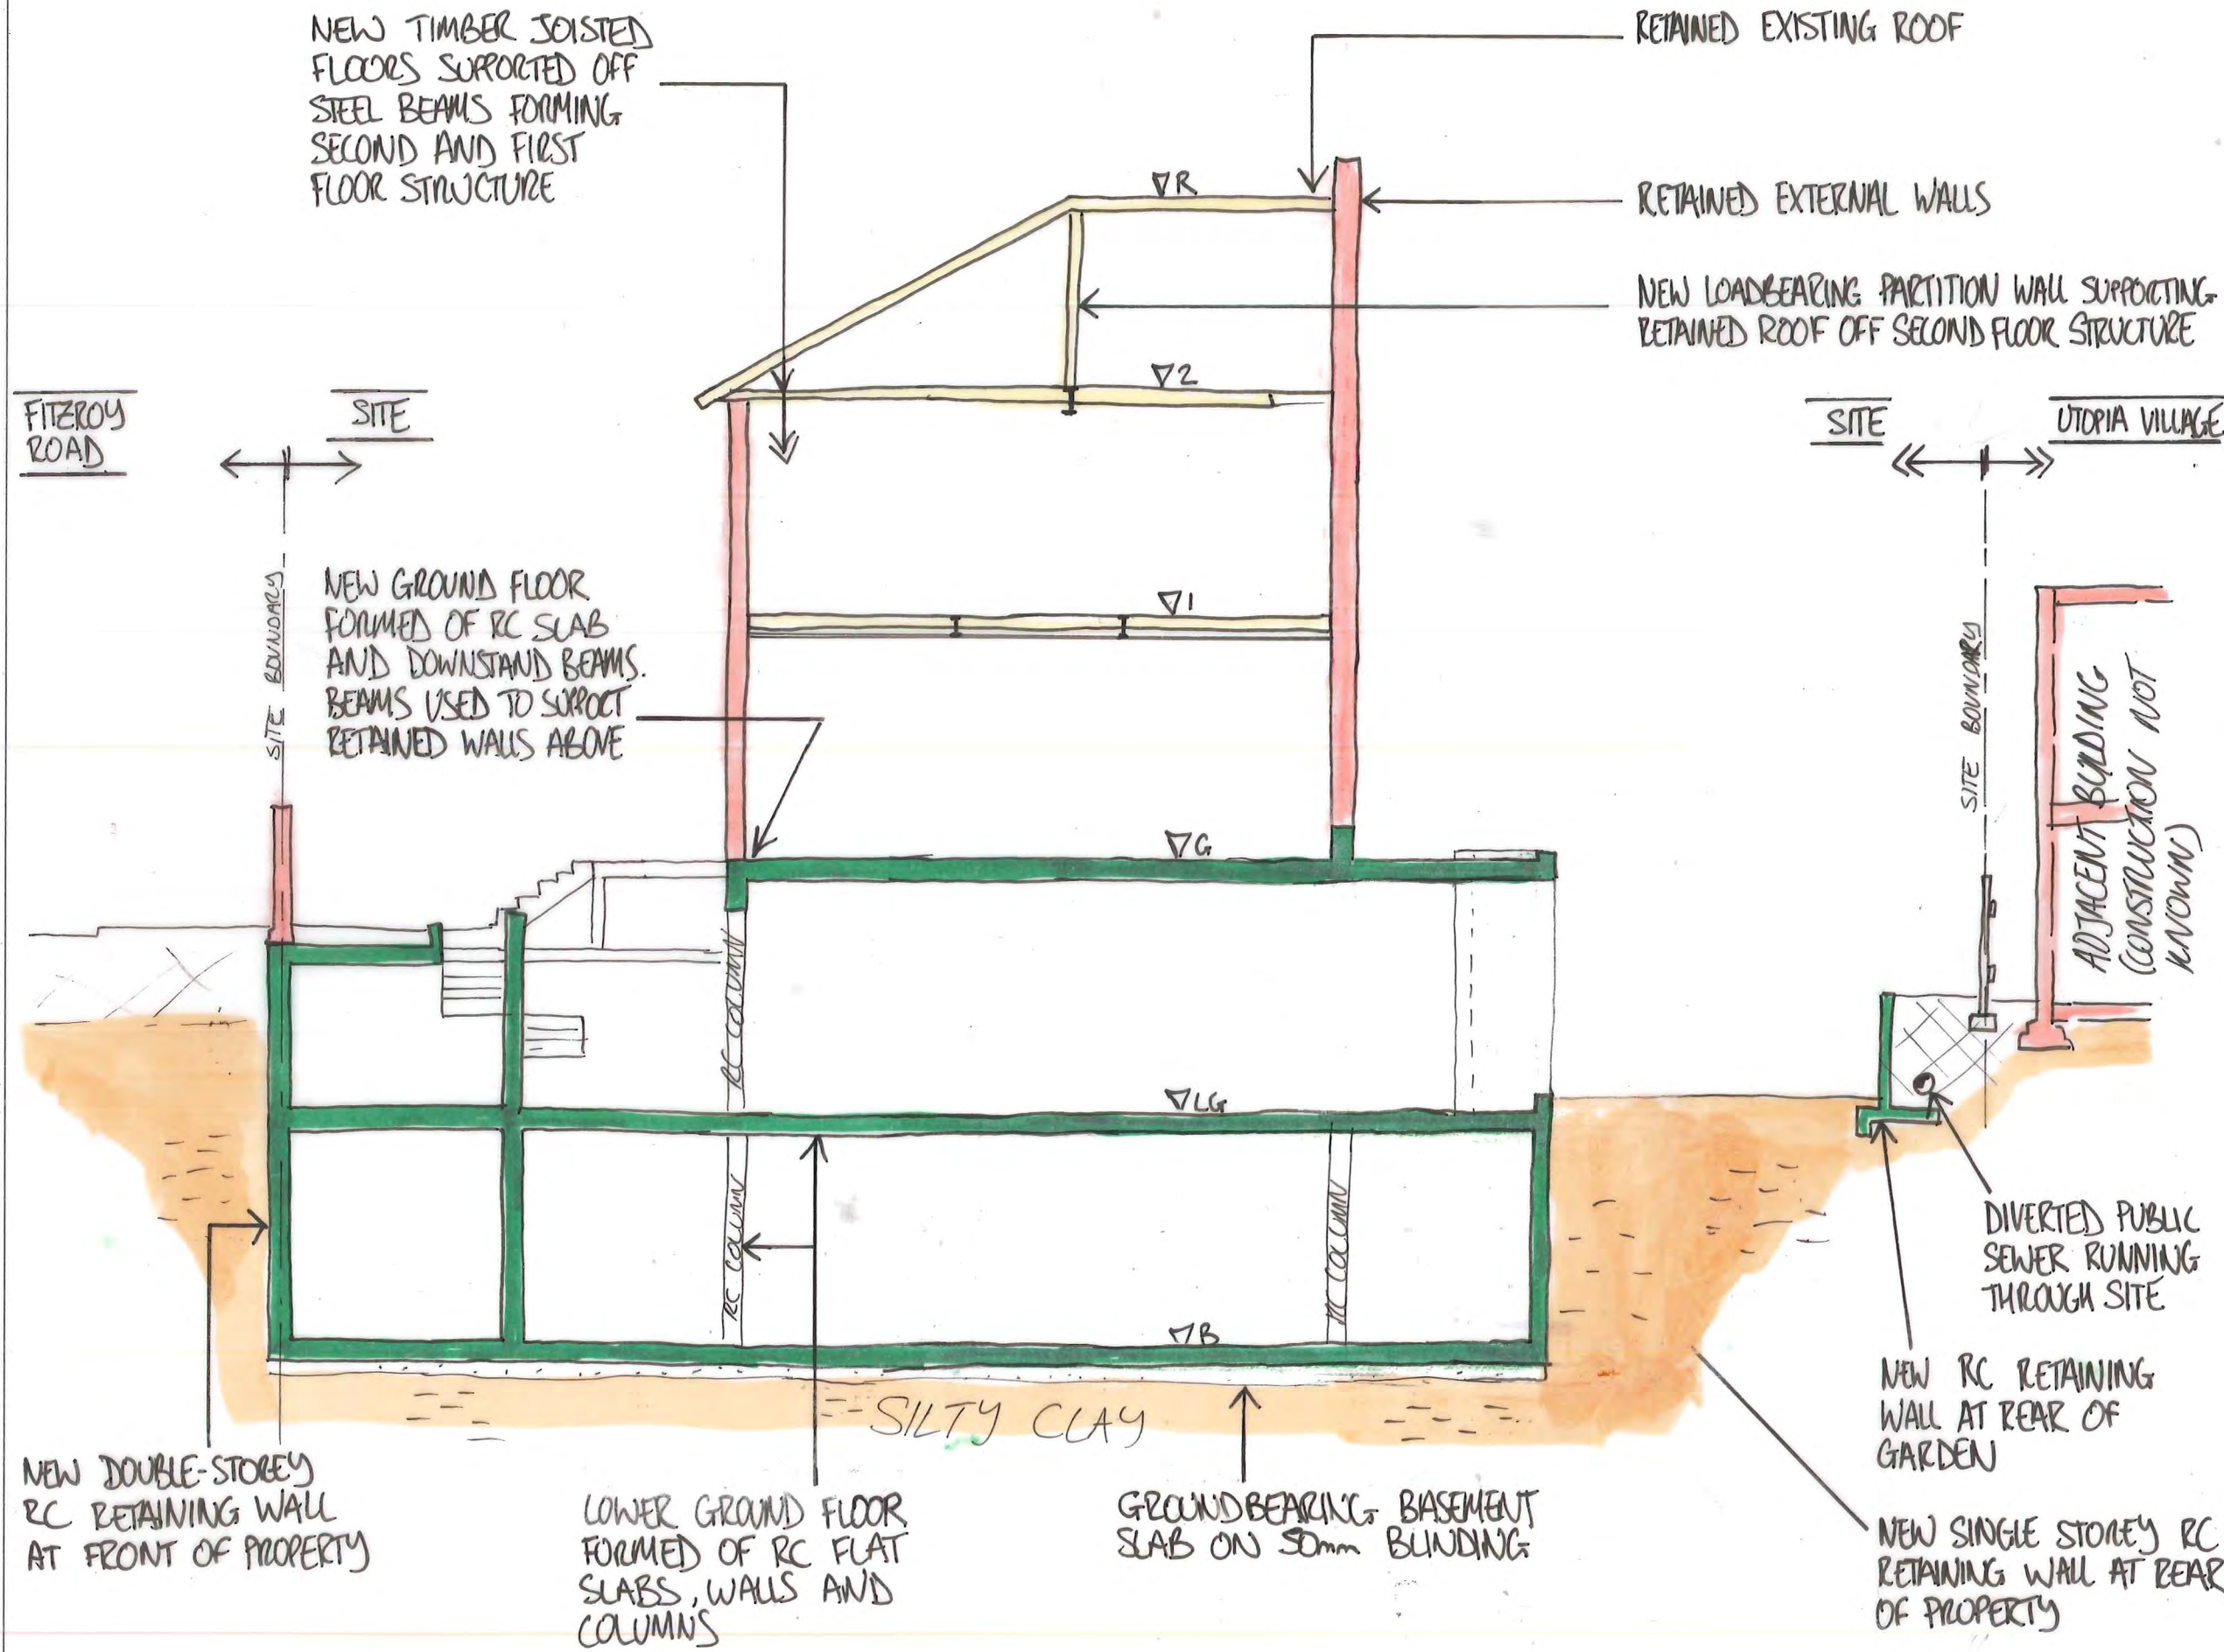 NEW TIMBER JOISTED
FLOORS SUPPORTED OFF
STEEL BEAMS FORMING
SECOND AND FIRST
FLOOR STRUCTURE
RETAINED EXISTING ROOF
RETAINED EXTERNAL WALLS
NEW LOADBEARING PARTITION WALL SUPPORTING
RETAINED ROOF OFF SECOND FLOOR STRUCTURE
R
2
FITZROY
ROAD
SITE
SITE
UTOPIA VILLAGE
SITE BOUNDARY
NEW GROUND FLOOR
FORMED OF RC SLAB
AND DOWNSTAND BEAMS.
BEAMS USED TO SUPPORT
RETAINED WALLS ABOVE
1
SITE BOUNDARY
ADJACENT BUILDING
(CONSTRUCTION NOT
KNOWN)
G
RC COLUMN
LG
RC COLUMN
RC COLUMN
B
SILTY CLAY
DIVERTED PUBLIC
SEWER RUNNING
THROUGH SITE
NEW RC RETAINING
WALL AT REAR OF
GARDEN
NEW DOUBLE-STOREY
RC RETAINING WALL
AT FRONT OF PROPERTY
LOWER GROUND FLOOR
FORMED OF RC FLAT
SLABS, WALLS AND
COLUMNS
GROUNDBEARING BASEMENT
SLAB ON 50mm BLINDING
NEW SINGLE STOREY RC
RETAINING WALL AT REAR
OF PROPERTY